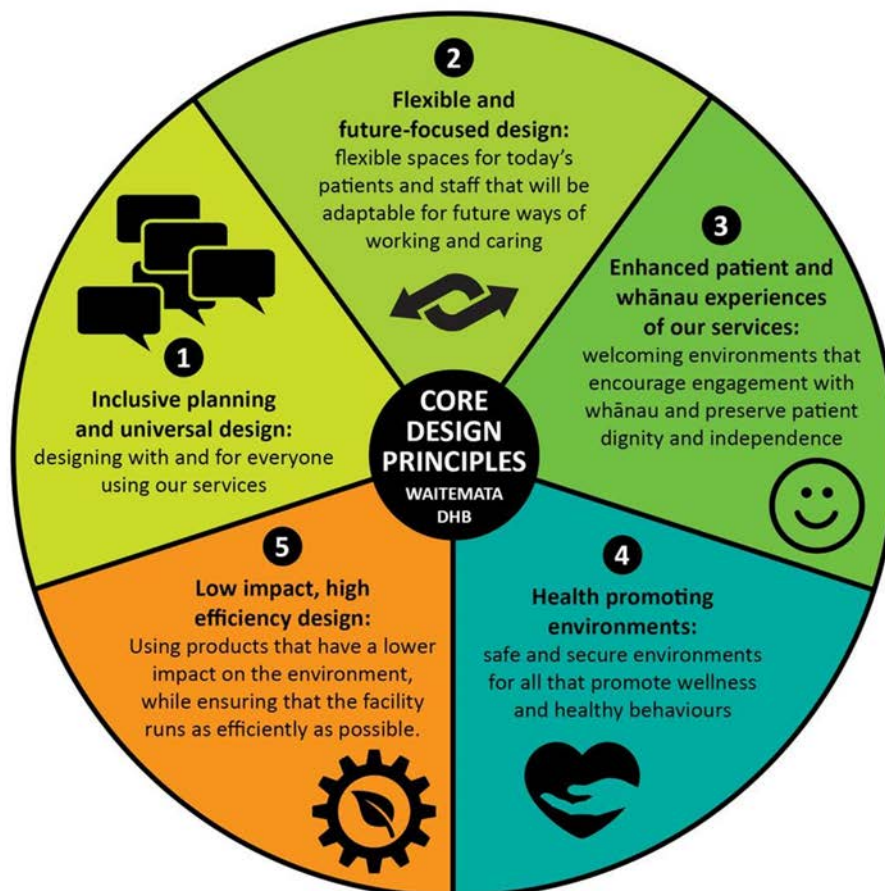 CORE
DESIGN
PRINCIPLES
WAITEMATA
DHB
1
Inclusive planning
and universal design:
designing with and for everyone
using our services
2
Flexible and
future-focused design:
flexible spaces for today’s
patients and staff that will be
adaptable for future ways of
working and caring
3
Enhanced patient and
whānau experiences
of our services:
welcoming environments that
encourage engagement with
whānau and preserve patient
dignity and independence
4
Health promoting
environments:
safe and secure environments
for all that promote wellness
and healthy behaviours
5
Low impact, high
efficiency design:
Using products that have a lower
impact on the environment,
while ensuring that the facility
runs as efficiently as possible.